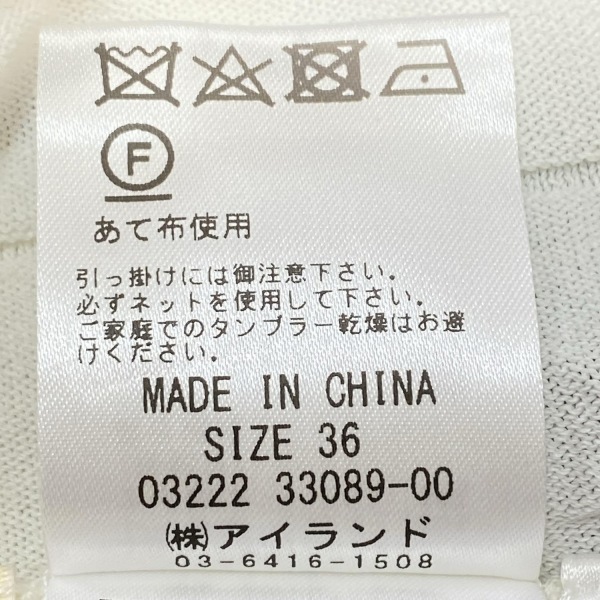 F
あて布使用
引っ掛けには御注意下さい。
必ずネットを使用して下さい。
ご家庭でのタンブラー乾燥はお避
けください。
MADE IN CHINA
SIZE 36
03222 33089-00
(株)アイランド
03-6416-1508